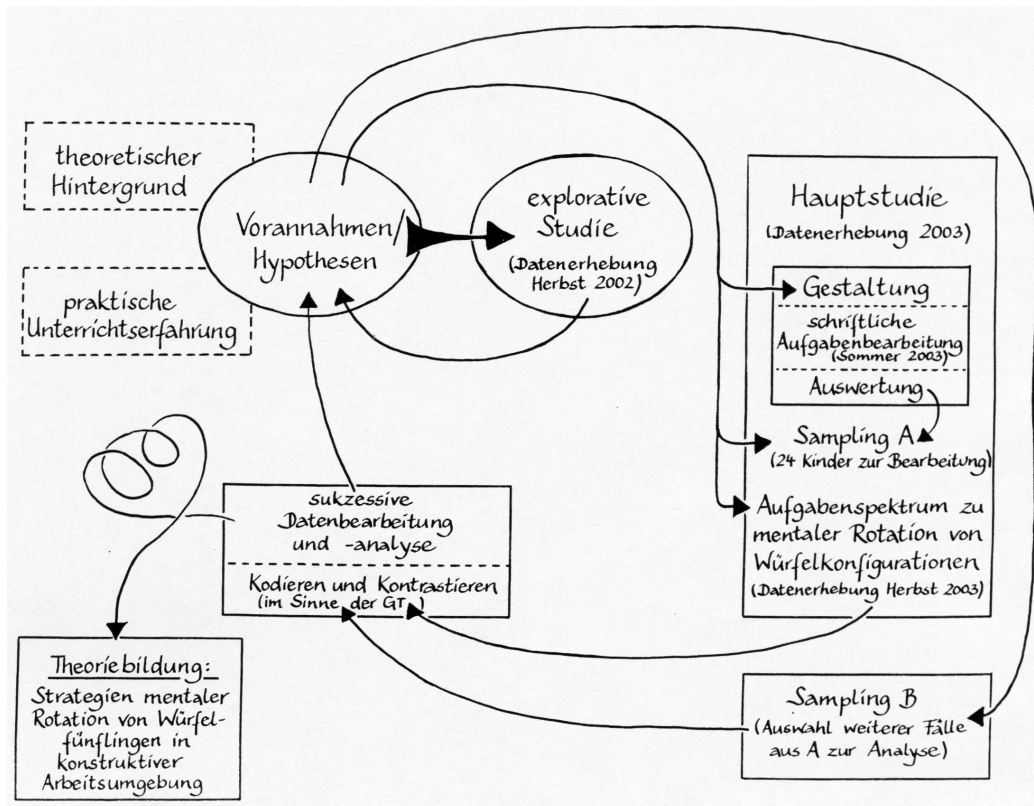 theoretischer
Hintergrund
praktische
Unterrichtserfahrung
Vorannahmen/
Hypothesen
explorative
Studie
(Datenerhebung
Herbst 2002)
Hauptstudie
(Datenerhebung 2003)
Gestaltung
schriftliche
Aufgabenbearbeitung
(Sommer 2003)
Auswertung
Sampling A
(24 Kinder zur Bearbeitung)
Aufgabenspektrum zu
mentaler Rotation von
Würfelkonfigurationen
(Datenerhebung Herbst 2003)
sukzessive
Datenbearbeitung
und -analyse
Kodieren und Kontrastieren
(im Sinne der GT )
Sampling B
(Auswahl weiterer Fälle
aus A zur Analyse)
Theoriebildung:
Strategien mentaler
Rotation von Würfel-
fünflingen in
konstruktiver
Arbeitsumgebung